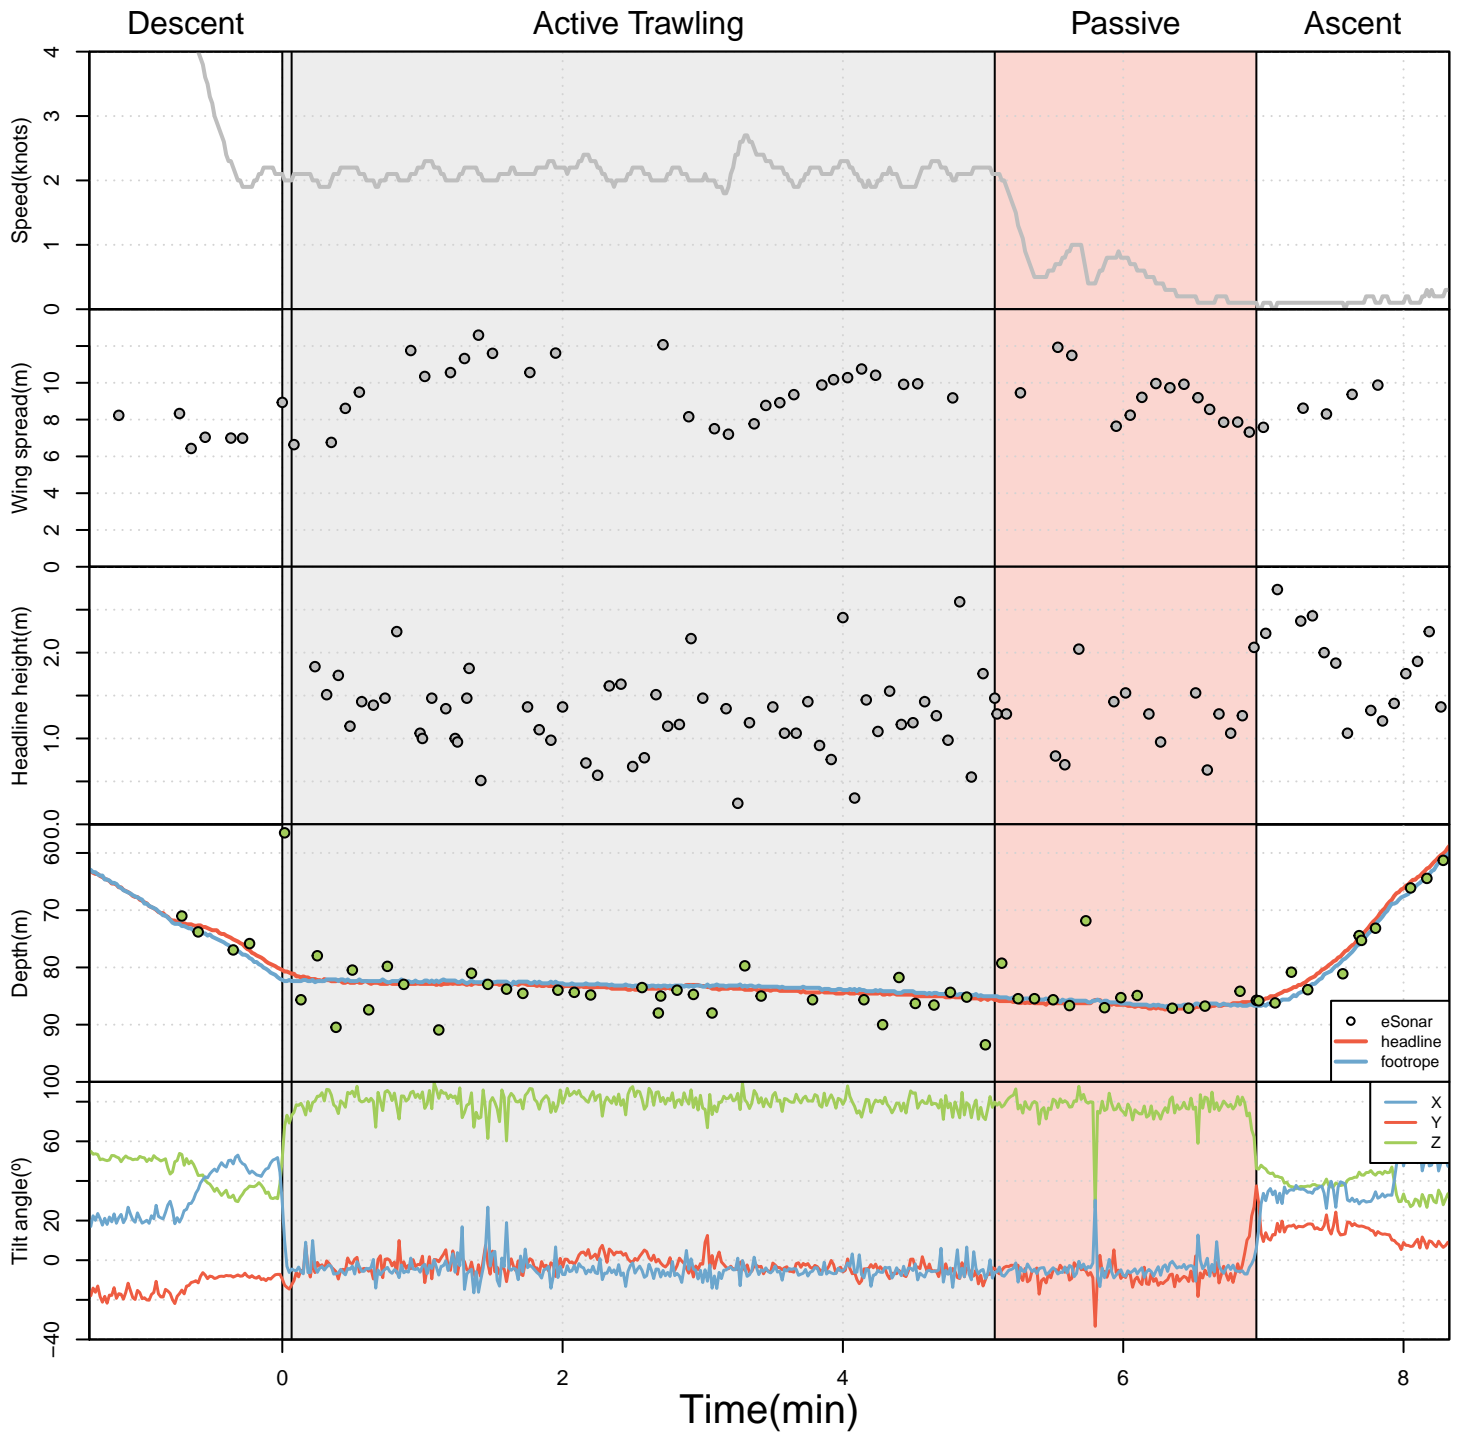 Descent Active Trawling Passive Ascent
Speed(knots)
4
3
2
1
0
Wing spread(m)
10
8
6
4
2
0
Headline height(m)
2.0
1.0
0.0
Depth(m)
60
70
80
90
100
eSonar
headline
footrope
Tilt angle(º)
60
20
0
−40
X
Y
Z
0 2 4 6 8
Time(min)